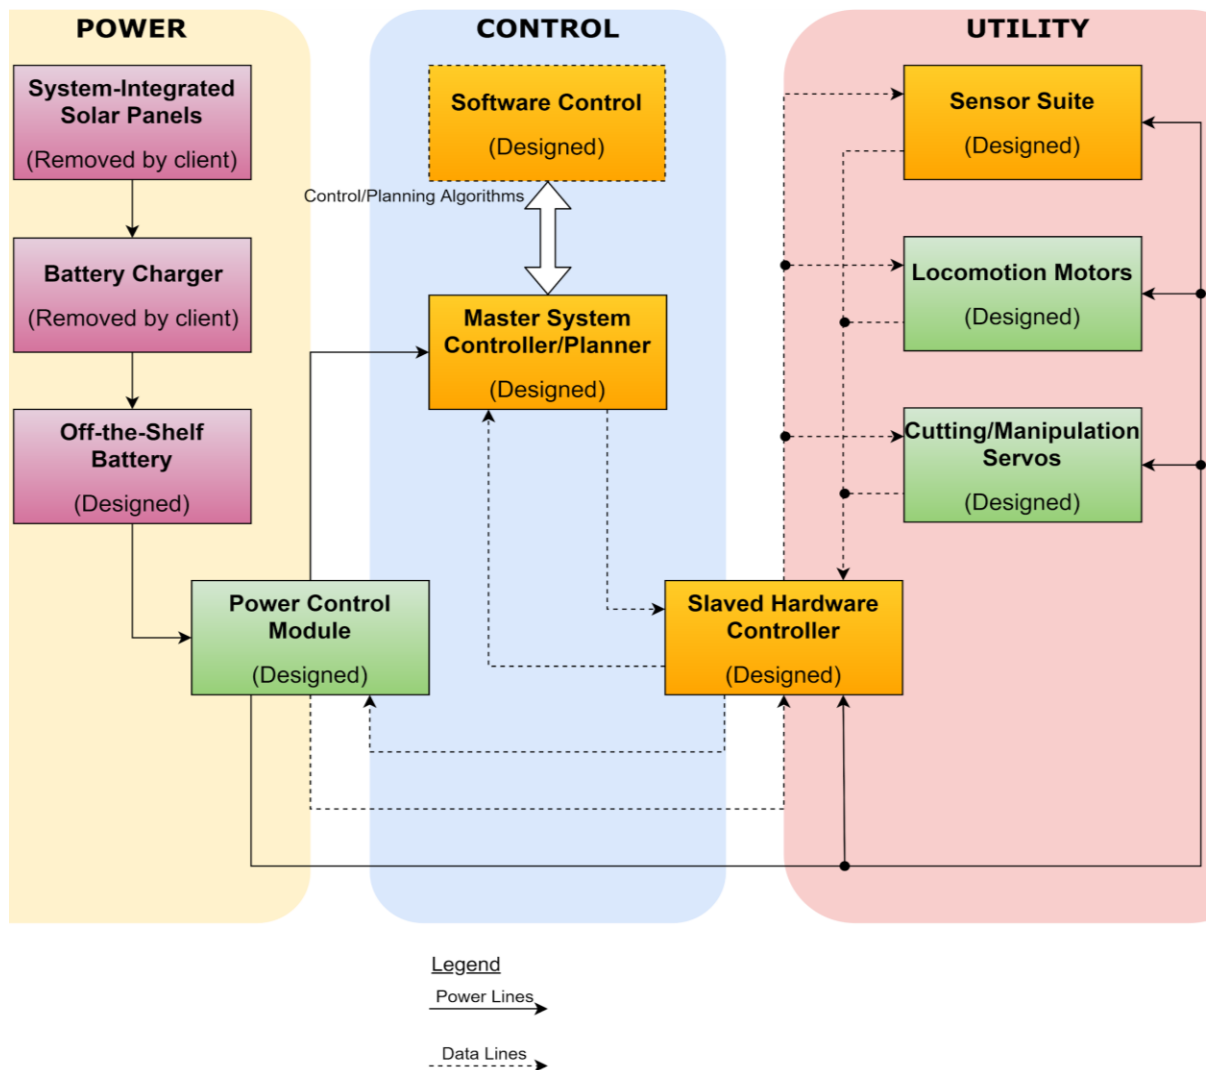 POWER
CONTROL
UTILITY
System-Integrated
Solar Panels
(Removed by client)
Software Control
(Designed)
Sensor Suite
(Designed)
Control/Planning Algorithms
Battery Charger
(Removed by client)
Locomotion Motors
(Designed)
Master System
Controller/Planner
(Designed)
Off-the-Shelf
Battery
(Designed)
Cutting/Manipulation
Servos
(Designed)
Power Control
Module
(Designed)
Slaved Hardware
Controller
(Designed)
Legend
Power Lines
Data Lines